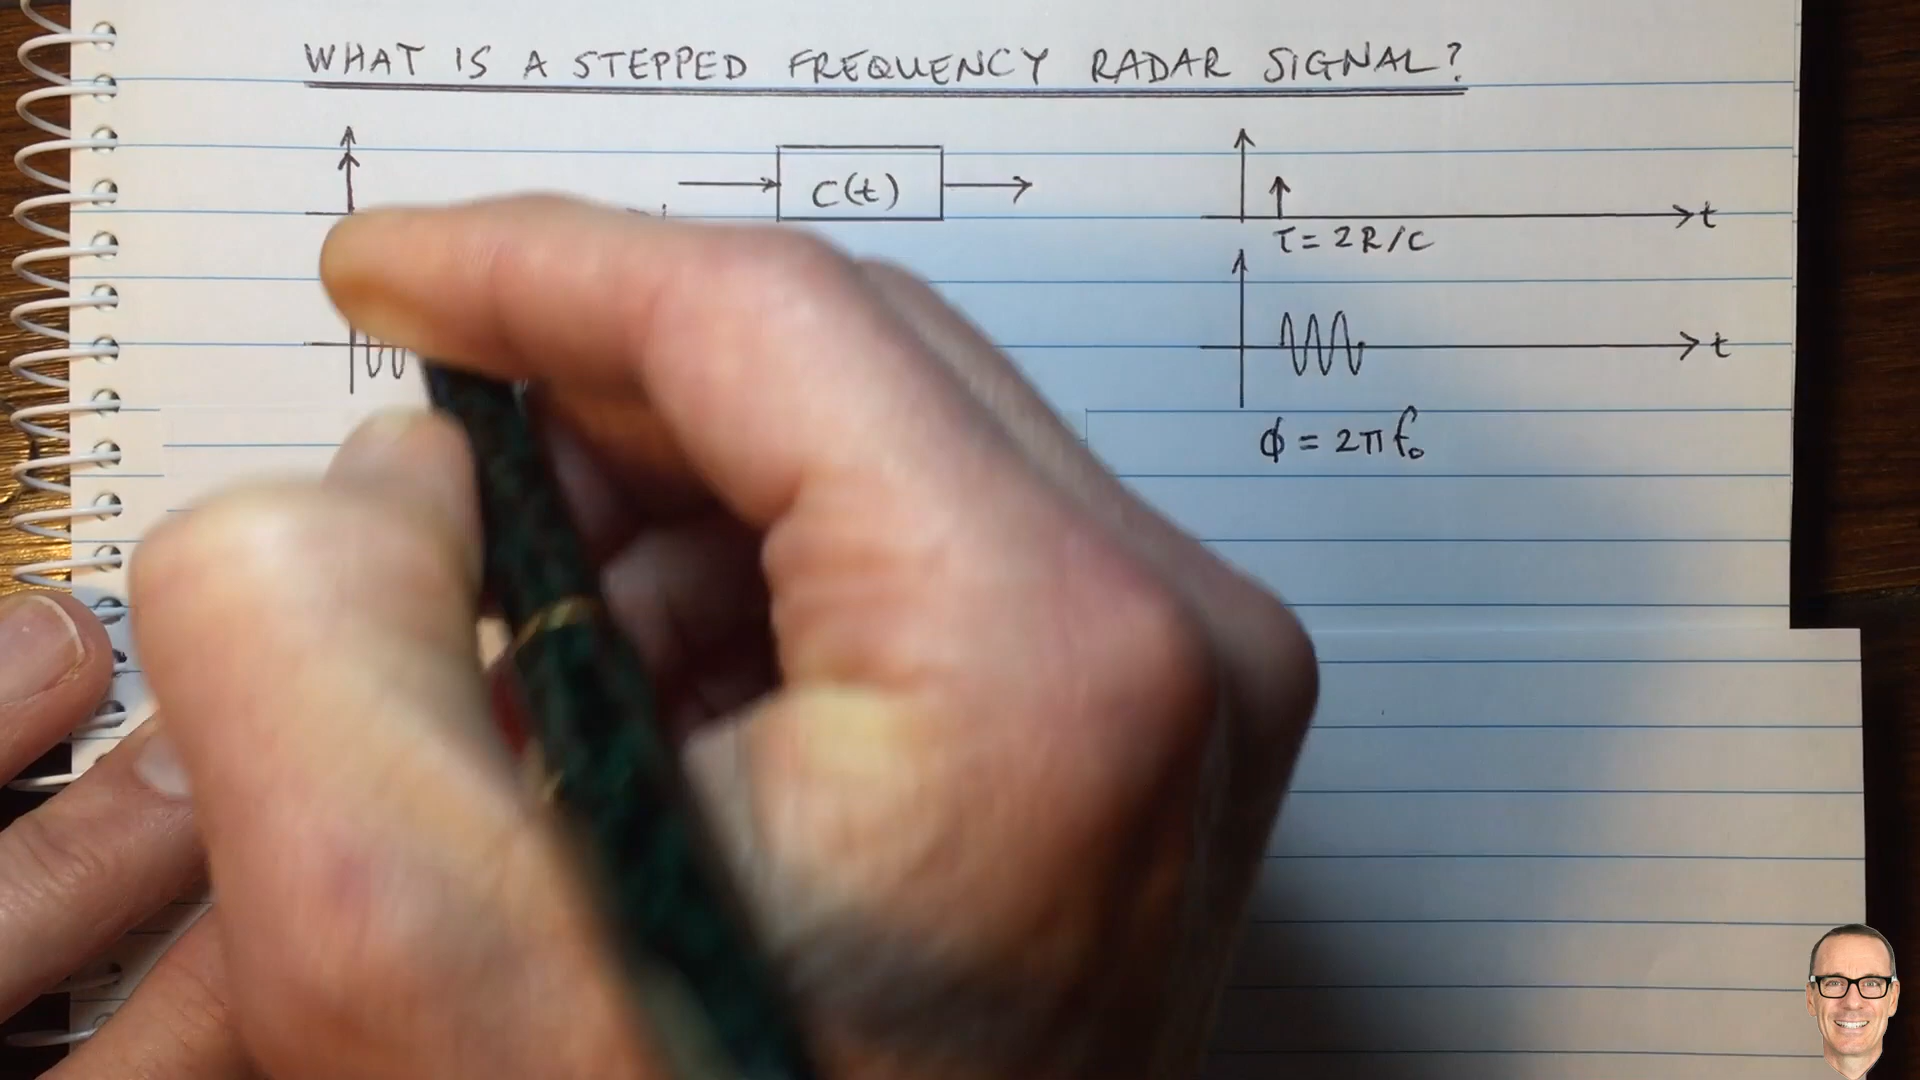 WHAT IS A STEPPED FREQUENCY RADAR SIGNAL?
C(t)
t
τ = 2R/C
t
φ = 2π f₀